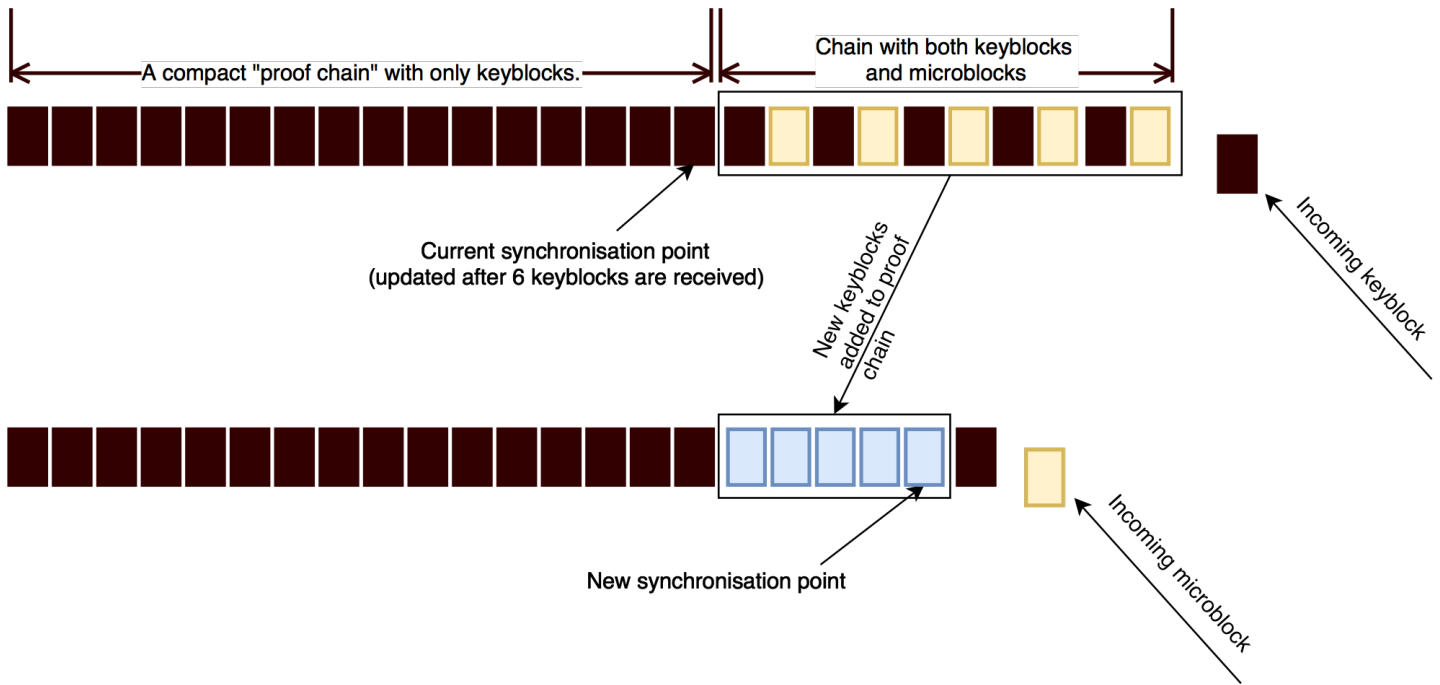 A compact "proof chain" with only keyblocks.
Chain with both keyblocks
and microblocks
Current synchronisation point
(updated after 6 keyblocks are received)
New keyblocks
added to proof
chain
Incoming keyblock
New synchronisation point
Incoming microblock